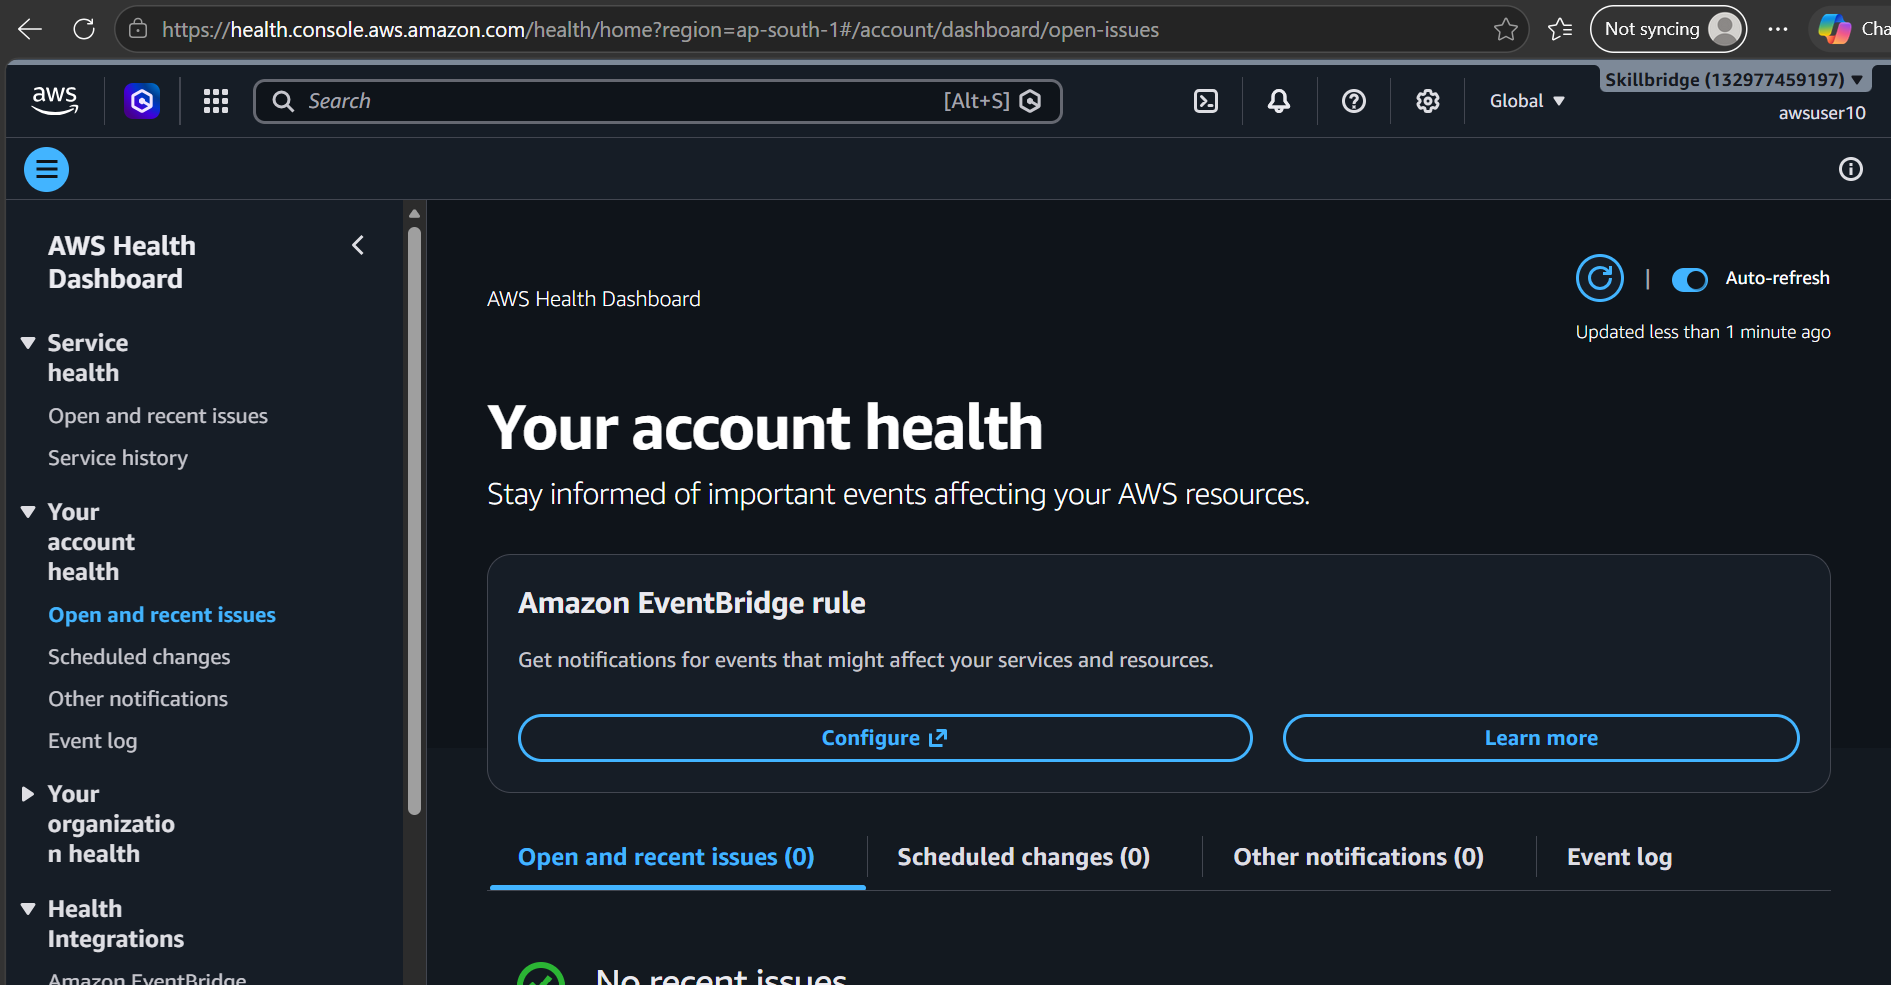 https://health.console.aws.amazon.com/health/home?region=ap-south-1#/account/dashboard/open-issues
Not syncing
Cha
aws
Search
[Alt+S]
Global
Skillbridge (132977459197)
awsuser10
AWS Health
Dashboard
Service
health
Open and recent issues
Service history
Your
account
health
Open and recent issues
Scheduled changes
Other notifications
Event log
Your
organizatio
n health
Health
Integrations
Amazon EventBridge
AWS Health Dashboard
Auto-refresh
Updated less than 1 minute ago
Your account health
Stay informed of important events affecting your AWS resources.
Amazon EventBridge rule
Get notifications for events that might affect your services and resources.
Configure
Learn more
Open and recent issues (0)
Scheduled changes (0)
Other notifications (0)
Event log
No recent issues